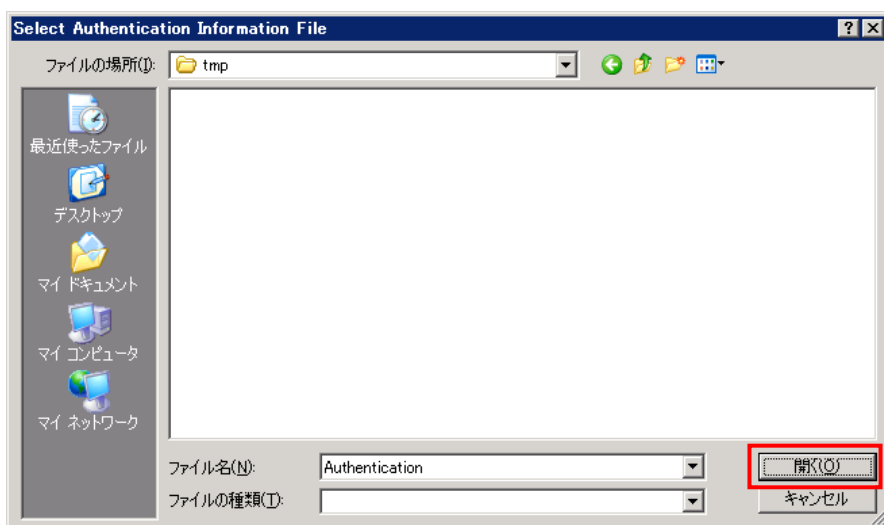 Select Authentication Information File
ファイルの場所(I):
tmp
最近使ったファイル
デスクトップ
マイ ドキュメント
マイ コンピュータ
マイ ネットワーク
ファイル名(N):
Authentication
開く(O)
ファイルの種類(T):
キャンセル